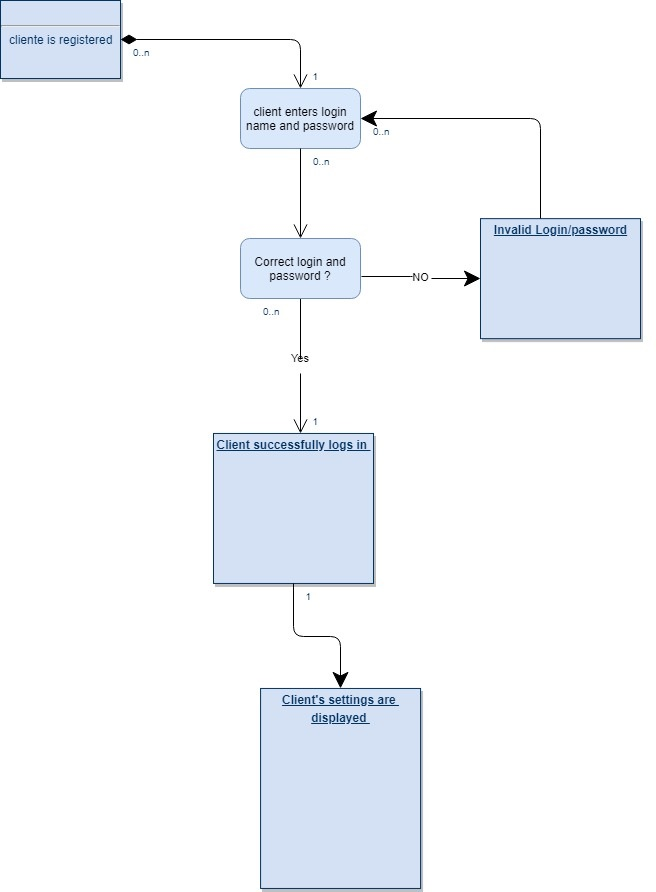 cliente is registered
0..n
1
client enters login
name and password
0..n
0..n
Invalid Login/password
Correct login and
password ?
NO
0..n
Yes
1
Client successfully logs in
1
Client's settings are
displayed